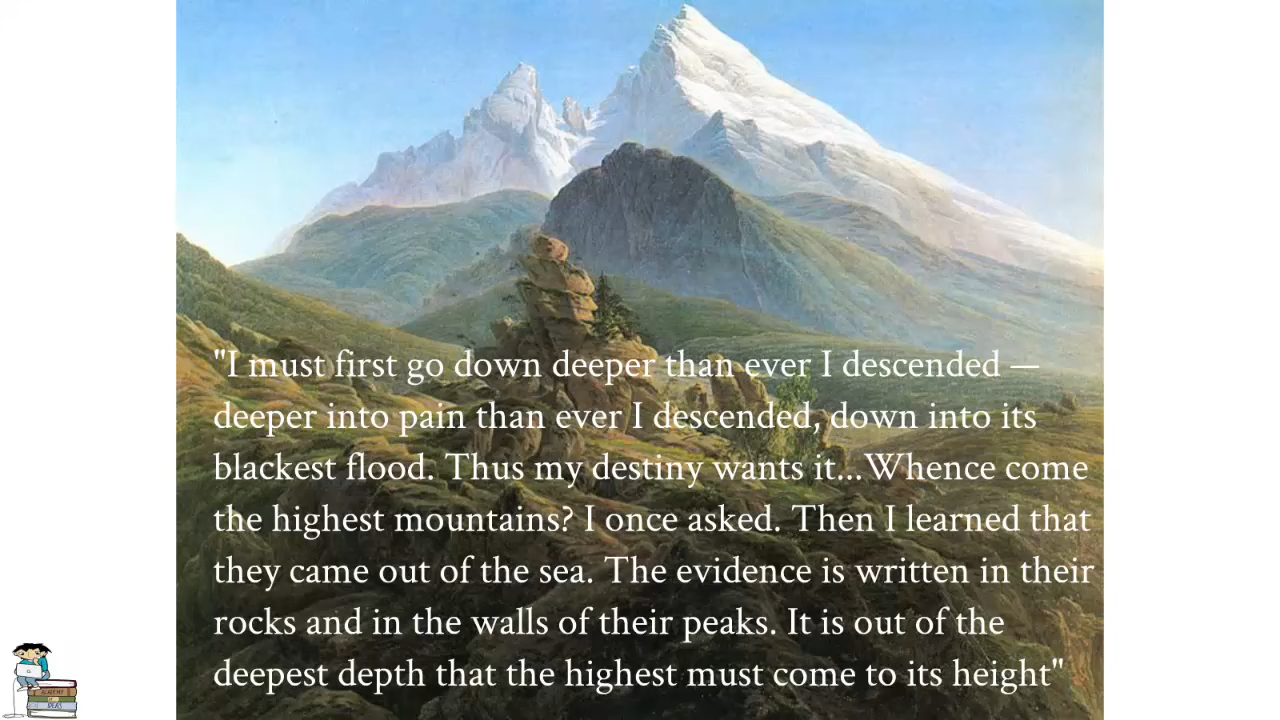 "I must first go down deeper than ever I descended —
deeper into pain than ever I descended, down into its
blackest flood. Thus my destiny wants it...Whence come
the highest mountains? I once asked. Then I learned that
they came out of the sea. The evidence is written in their
rocks and in the walls of their peaks. It is out of the
deepest depth that the highest must come to its height"
ACADEMY
OF
IDEAS